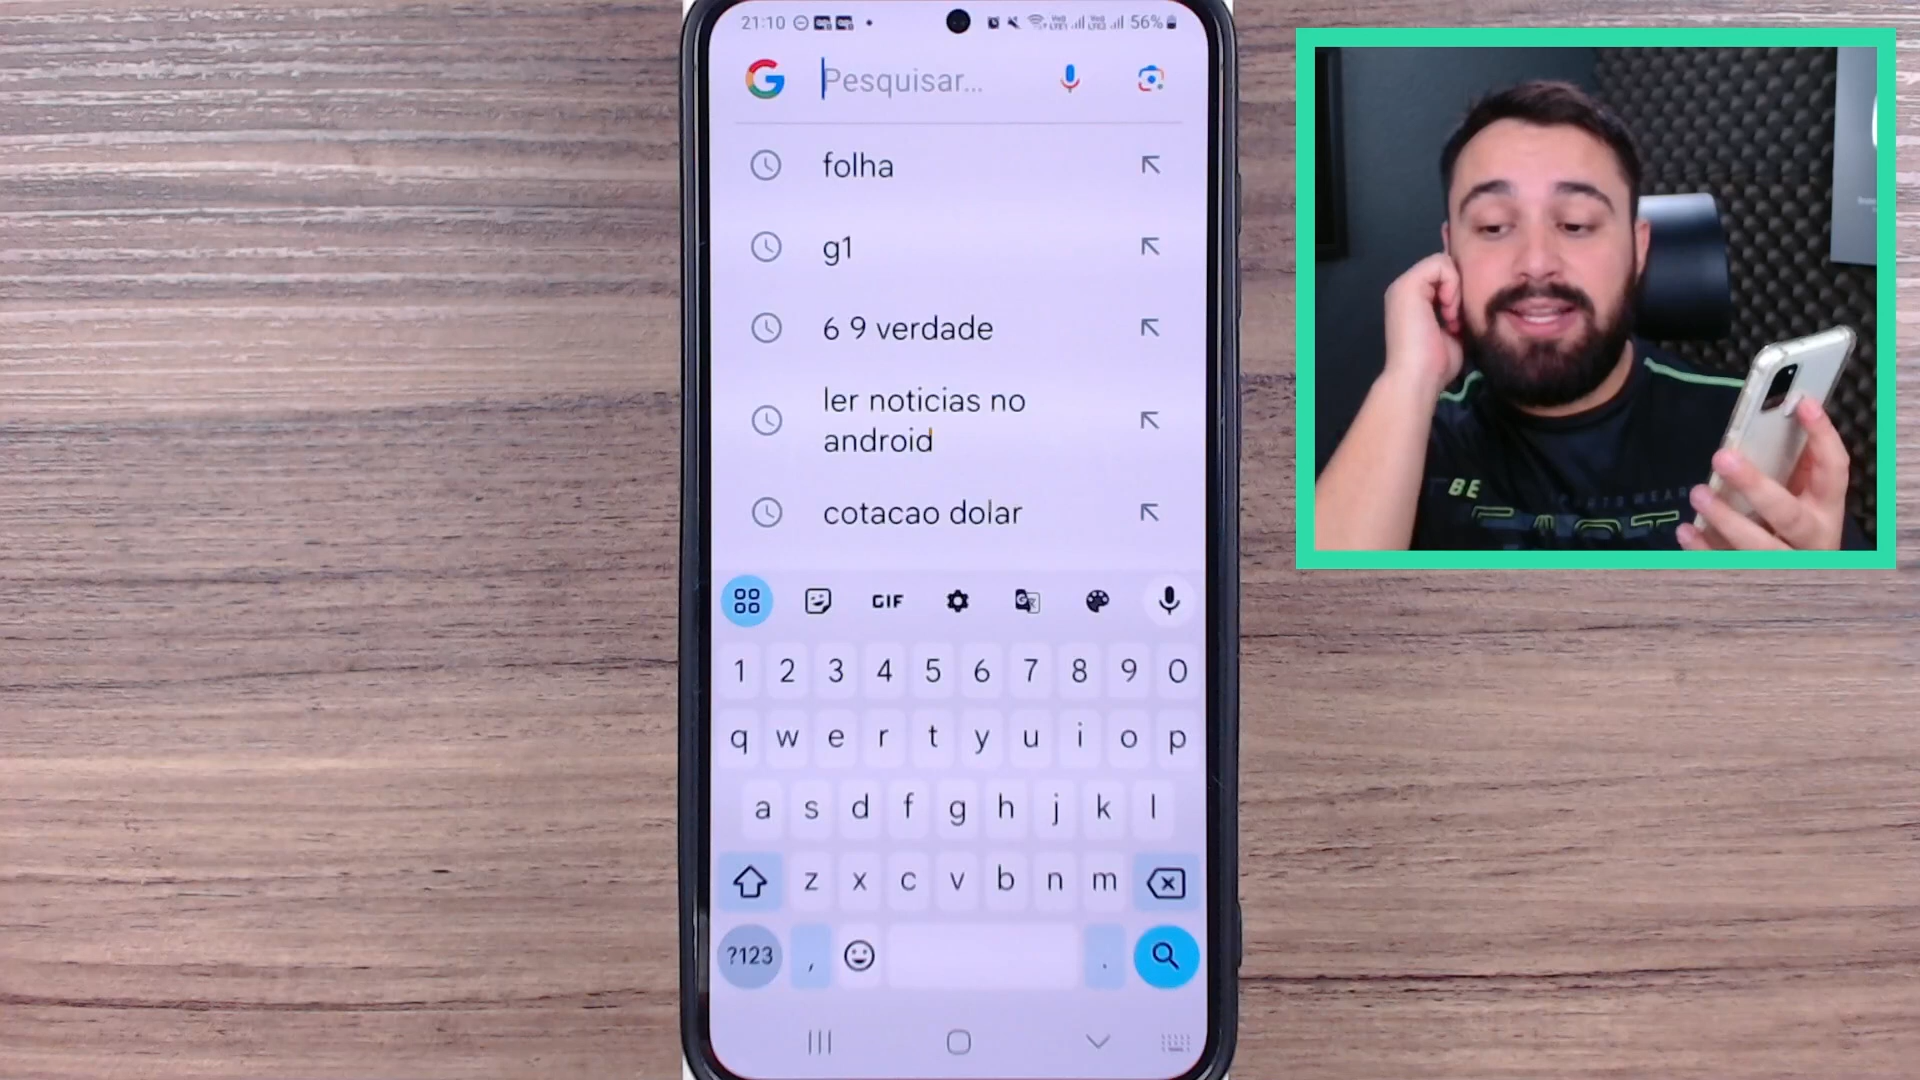 21:10
56%
Pesquisar...
folha
g1
6 9 verdade
ler noticias no
android
cotacao dolar
GIF
1 2 3 4 5 6 7 8 9 0
q w e r t y u i o p
a s d f g h j k l
z x c v b n m
?123 , .
BE